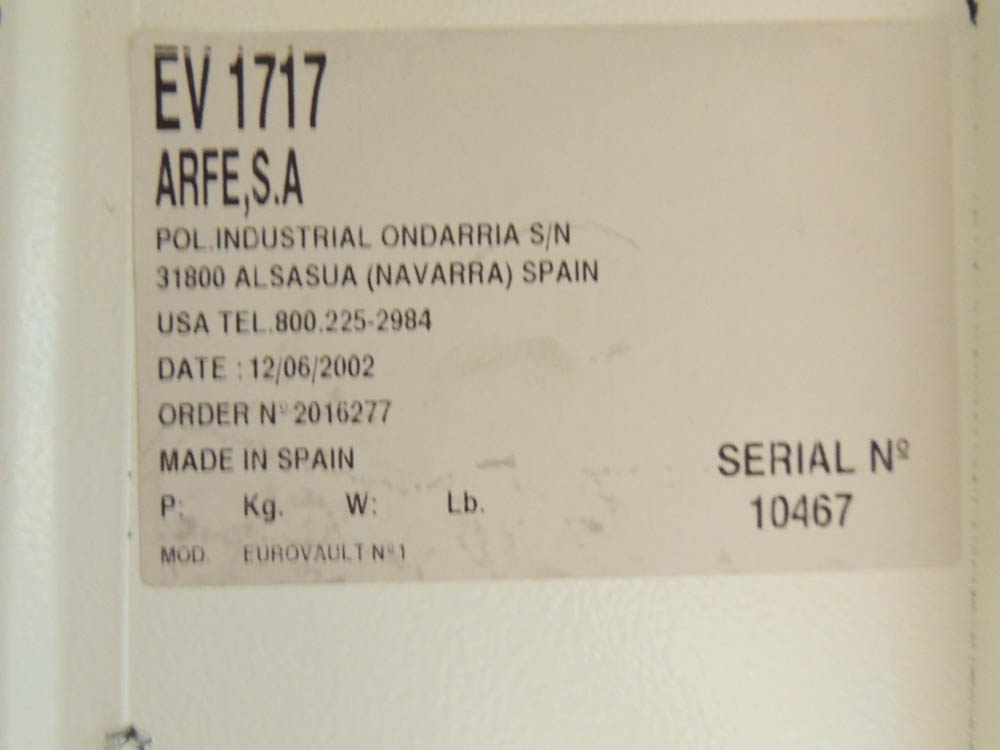 EV 1717
ARFE,S.A
POL.INDUSTRIAL ONDARRIA S/N
31800 ALSASUA (NAVARRA) SPAIN
USA TEL.800.225-2984
DATE : 12/06/2002
ORDER Nº 2016277
MADE IN SPAIN
P: Kg. W: Lb.
MOD. EUROVAULT Nº1
SERIAL Nº
10467